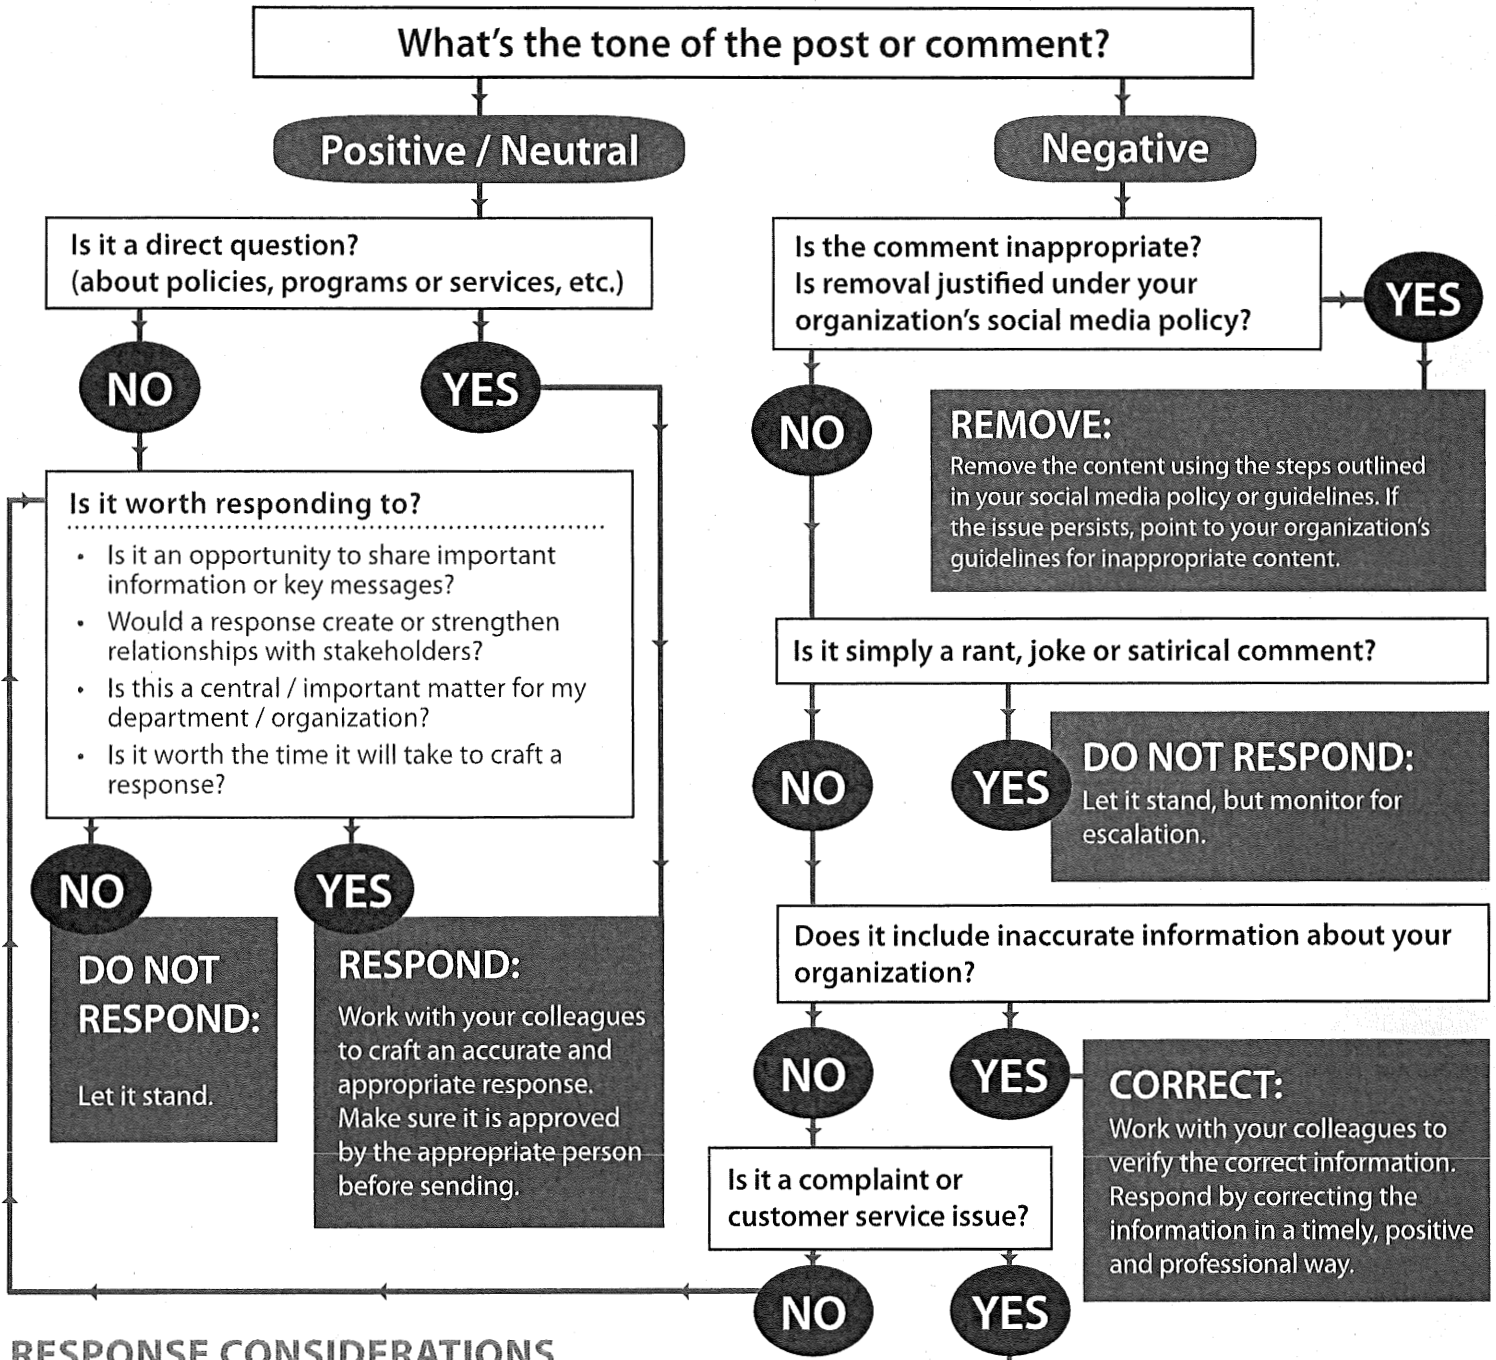 What's the tone of the post or comment?
Positive / Neutral
Is it a direct question?
(about policies, programs or services, etc.)
NO
YES
Is it worth responding to?
• Is it an opportunity to share important
information or key messages?
• Would a response create or strengthen
relationships with stakeholders?
• Is this a central / important matter for my
department / organization?
• Is it worth the time it will take to craft a
response?
NO
YES
DO NOT
RESPOND:
Let it stand.
RESPOND:
Work with your colleagues
to craft an accurate and
appropriate response.
Make sure it is approved
by the appropriate person
before sending.
Negative
Is the comment inappropriate?
Is removal justified under your
organization's social media policy?
YES
NO
REMOVE:
Remove the content using the steps outlined
in your social media policy or guidelines. If
the issue persists, point to your organization's
guidelines for inappropriate content.
Is it simply a rant, joke or satirical comment?
NO
YES
DO NOT RESPOND:
Let it stand, but monitor for
escalation.
Does it include inaccurate information about your
organization?
NO
YES
CORRECT:
Work with your colleagues to
verify the correct information.
Respond by correcting the
information in a timely, positive
and professional way.
Is it a complaint or
customer service issue?
NO
YES
RESPONSE CONSIDERATIONS